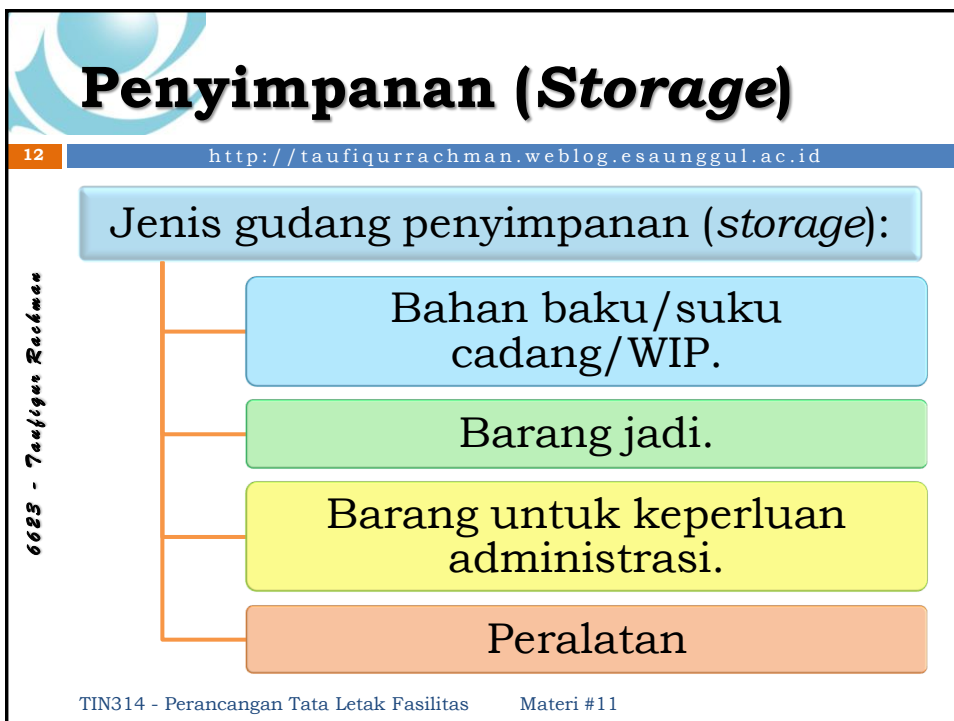 Penyimpanan (Storage)
12
http://taufiqurrachman.weblog.esaunggul.ac.id
Jenis gudang penyimpanan (storage):
Bahan baku/suku
cadang/WIP.
Barang jadi.
Barang untuk keperluan
administrasi.
Peralatan
6623 - Taufiqur Rachman
TIN314 - Perancangan Tata Letak Fasilitas Materi #11